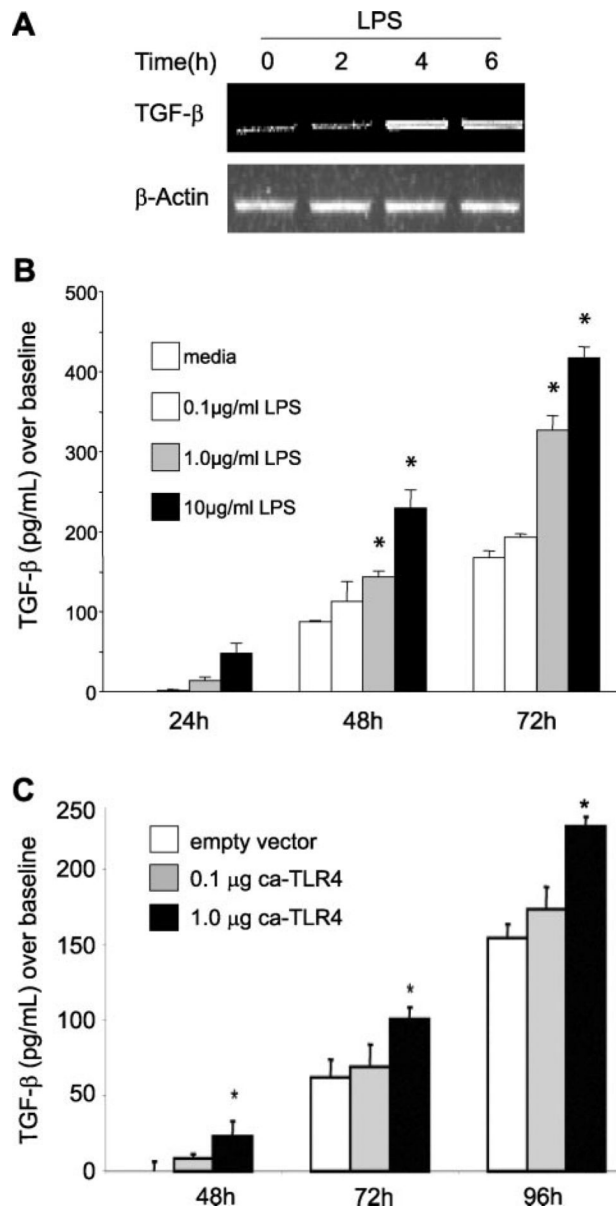 A
LPS
Time(h) 0 2 4 6
TGF-β
β-Actin
B
TGF-β (pg/mL) over baseline
500
400
300
200
100
0
media
0.1µg/ml LPS
1.0µg/ml LPS
10µg/ml LPS
* * * *
24h 48h 72h
C
TGF-β (pg/mL) over baseline
250
200
150
100
50
0
empty vector
0.1 µg ca-TLR4
1.0 µg ca-TLR4
* * *
48h 72h 96h